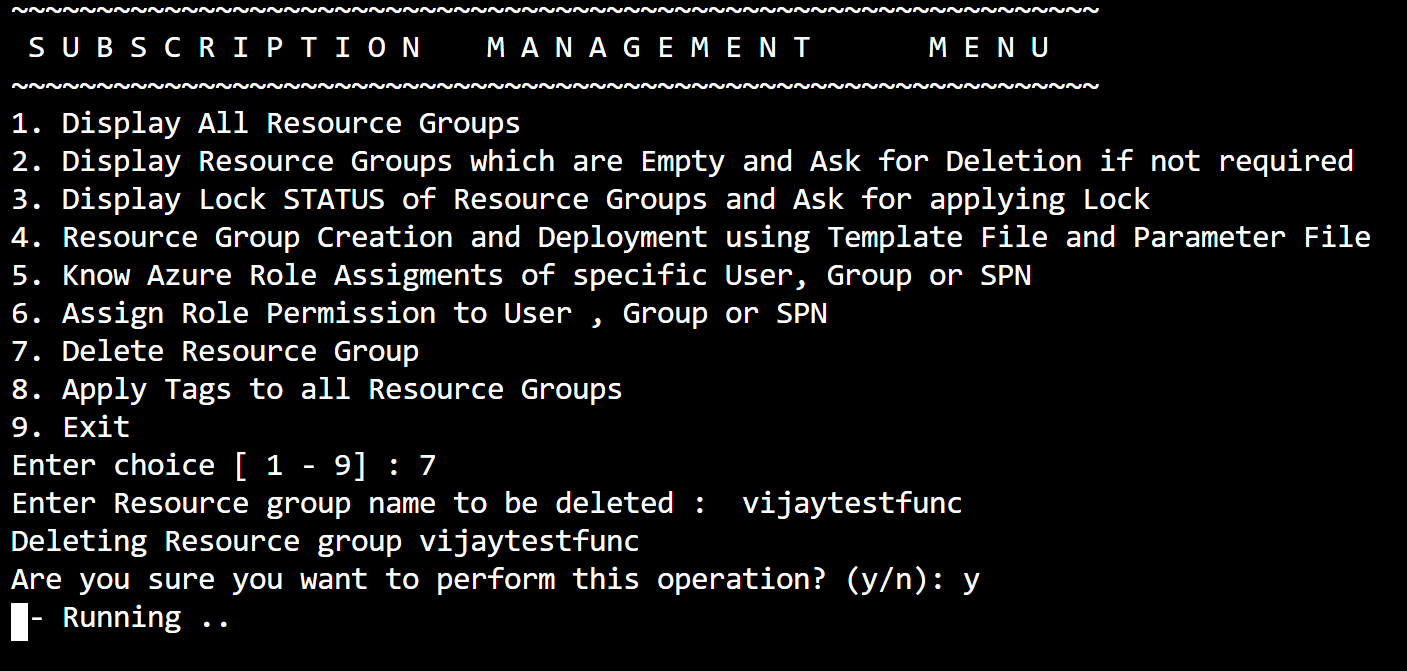 ~~~~~~~~~~~~~~~~~~~~~~~~~~~~~~~~~~~~~~~~~~~~~~~~~~~~~~~~~~~~~~~~
S U B S C R I P T I O N   M A N A G E M E N T       M E N U
~~~~~~~~~~~~~~~~~~~~~~~~~~~~~~~~~~~~~~~~~~~~~~~~~~~~~~~~~~~~~~~~
1. Display All Resource Groups
2. Display Resource Groups which are Empty and Ask for Deletion if not required
3. Display Lock STATUS of Resource Groups and Ask for applying Lock
4. Resource Group Creation and Deployment using Template File and Parameter File
5. Know Azure Role Assigments of specific User, Group or SPN
6. Assign Role Permission to User , Group or SPN
7. Delete Resource Group
8. Apply Tags to all Resource Groups
9. Exit
Enter choice [ 1 - 9] : 7
Enter Resource group name to be deleted :  vijaytestfunc
Deleting Resource group vijaytestfunc
Are you sure you want to perform this operation? (y/n): y
- Running ..